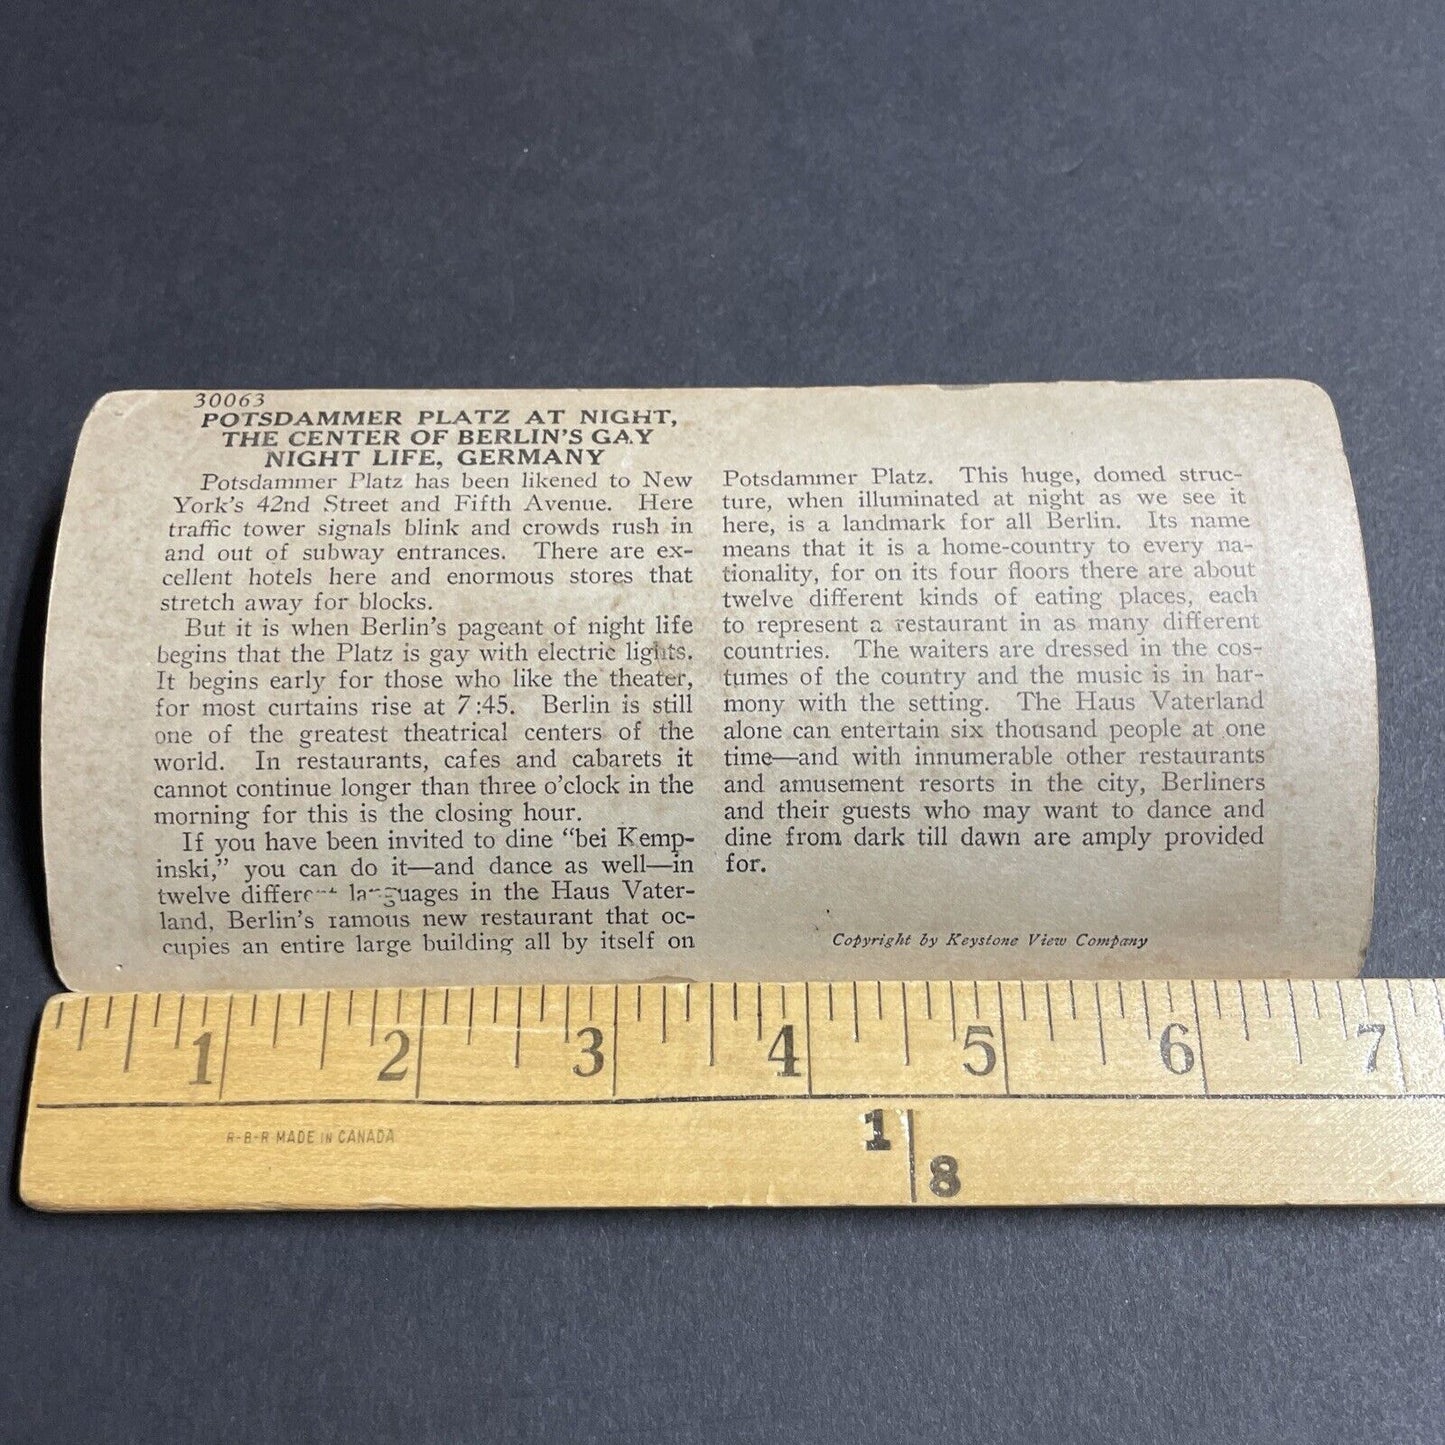 30063
POTSDAMMER PLATZ AT NIGHT,
THE CENTER OF BERLIN'S GAY
NIGHT LIFE, GERMANY
Potsdammer Platz has been likened to New
York's 42nd Street and Fifth Avenue. Here
traffic tower signals blink and crowds rush in
and out of subway entrances. There are ex-
cellent hotels here and enormous stores that
stretch away for blocks.
But it is when Berlin's pageant of night life
begins that the Platz is gay with electric lights.
It begins early for those who like the theater,
for most curtains rise at 7:45. Berlin is still
one of the greatest theatrical centers of the
world. In restaurants, cafes and cabarets it
cannot continue longer than three o'clock in the
morning for this is the closing hour.
If you have been invited to dine "bei Kemp-
inski," you can do it—and dance as well—in
twelve different languages in the Haus Vater-
land, Berlin's famous new restaurant that oc-
cupies an entire large building all by itself on
Potsdammer Platz. This huge, domed struc-
ture, when illuminated at night as we see it
here, is a landmark for all Berlin. Its name
means that it is a home-country to every na-
tionality, for on its four floors there are about
twelve different kinds of eating places, each
to represent a restaurant in as many different
countries. The waiters are dressed in the cos-
tumes of the country and the music is in har-
mony with the setting. The Haus Vaterland
alone can entertain six thousand people at one
time—and with innumerable other restaurants
and amusement resorts in the city, Berliners
and their guests who may want to dance and
dine from dark till dawn are amply provided
for.
Copyright by Keystone View Company
1 2 3 4 5 6 7
R-B-R MADE IN CANADA
1
8